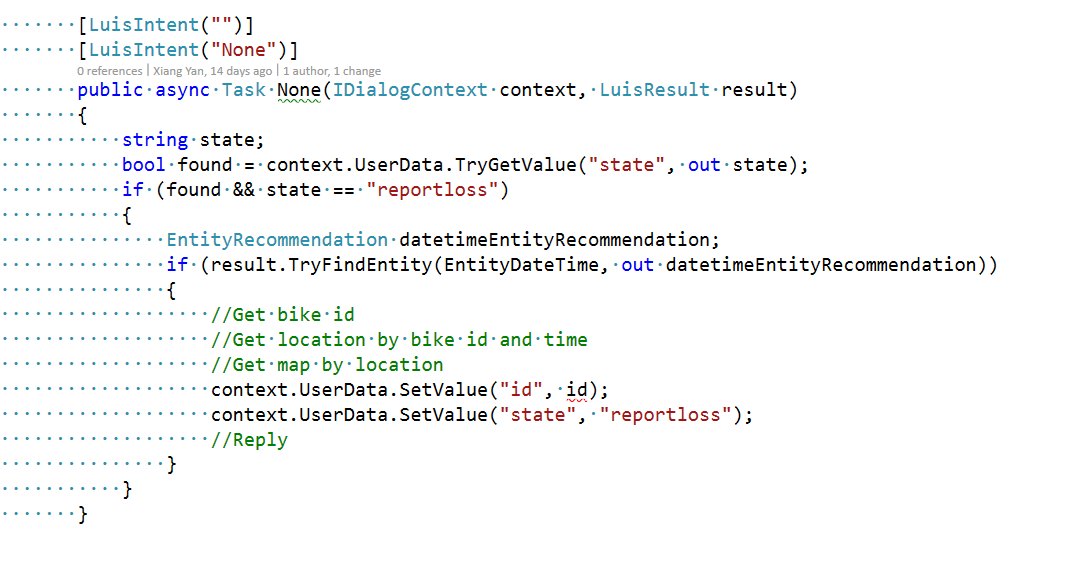 [LuisIntent("")]
[LuisIntent("None")]
0 references | Xiang Yan, 14 days ago | 1 author, 1 change
public async Task None(IDialogContext context, LuisResult result)
{
string state;
bool found = context.UserData.TryGetValue("state", out state);
if (found && state == "reportloss")
{
EntityRecommendation datetimeEntityRecommendation;
if (result.TryFindEntity(EntityDateTime, out datetimeEntityRecommendation))
{
//Get bike id
//Get location by bike id and time
//Get map by location
context.UserData.SetValue("id", id);
context.UserData.SetValue("state", "reportloss");
//Reply
}
}
}